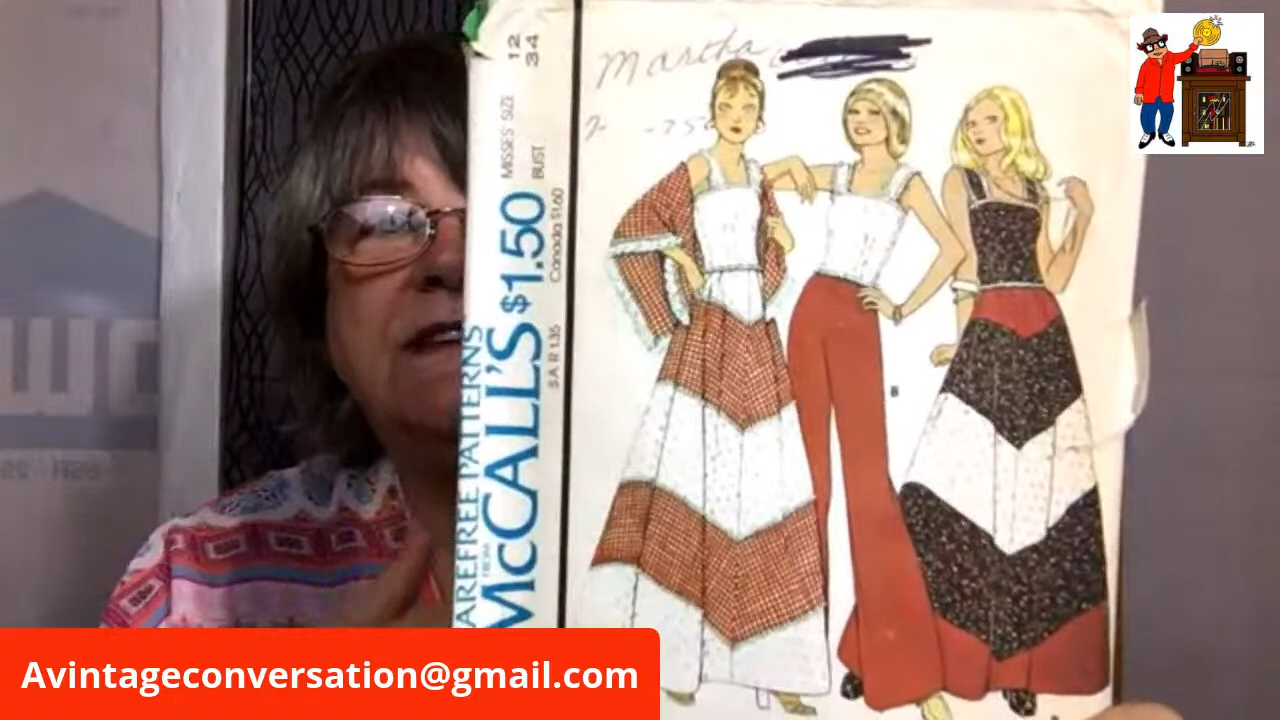 Martha
12
34
MISSES' SIZE
BUST
$1.50
Canada $1.60
S.A. R 1.35
CAREFREE PATTERNS
FROM
McCALL'S
B
Avintageconversation@gmail.com